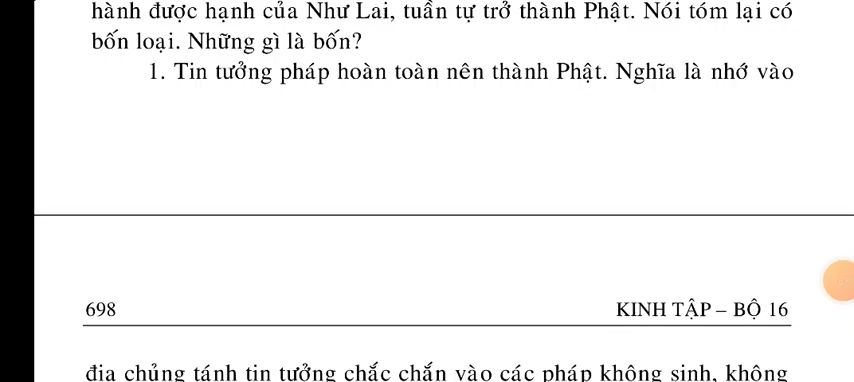 hành được hạnh của Như Lai, tuần tự trở thành Phật. Nói tóm lại có
bốn loại. Những gì là bốn?
1. Tin tưởng pháp hoàn toàn nên thành Phật. Nghĩa là nhớ vào
698
KINH TẬP – BỘ 16
địa chủng tánh tin tưởng chắc chắn vào các pháp không sinh, không